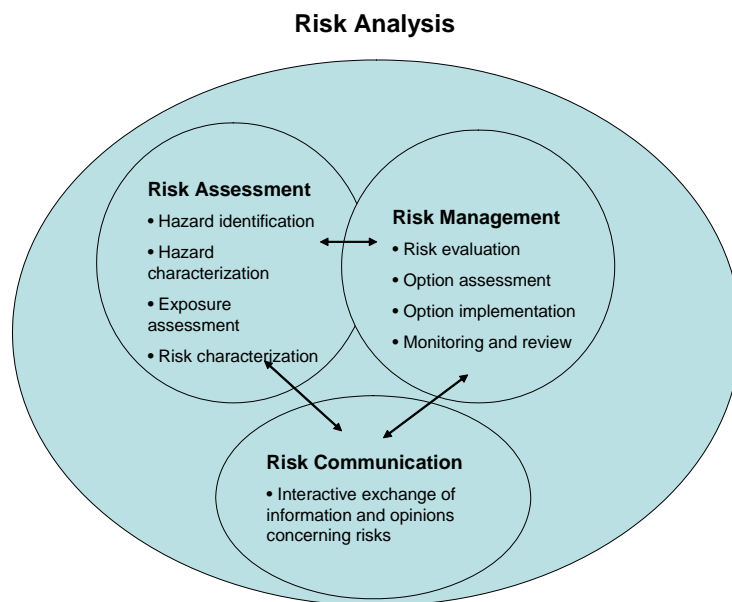 Risk Analysis
Risk Assessment
• Hazard identification
• Hazard
characterization
• Exposure
assessment
• Risk characterization
Risk Management
• Risk evaluation
• Option assessment
• Option implementation
• Monitoring and review
Risk Communication
• Interactive exchange of
information and opinions
concerning risks